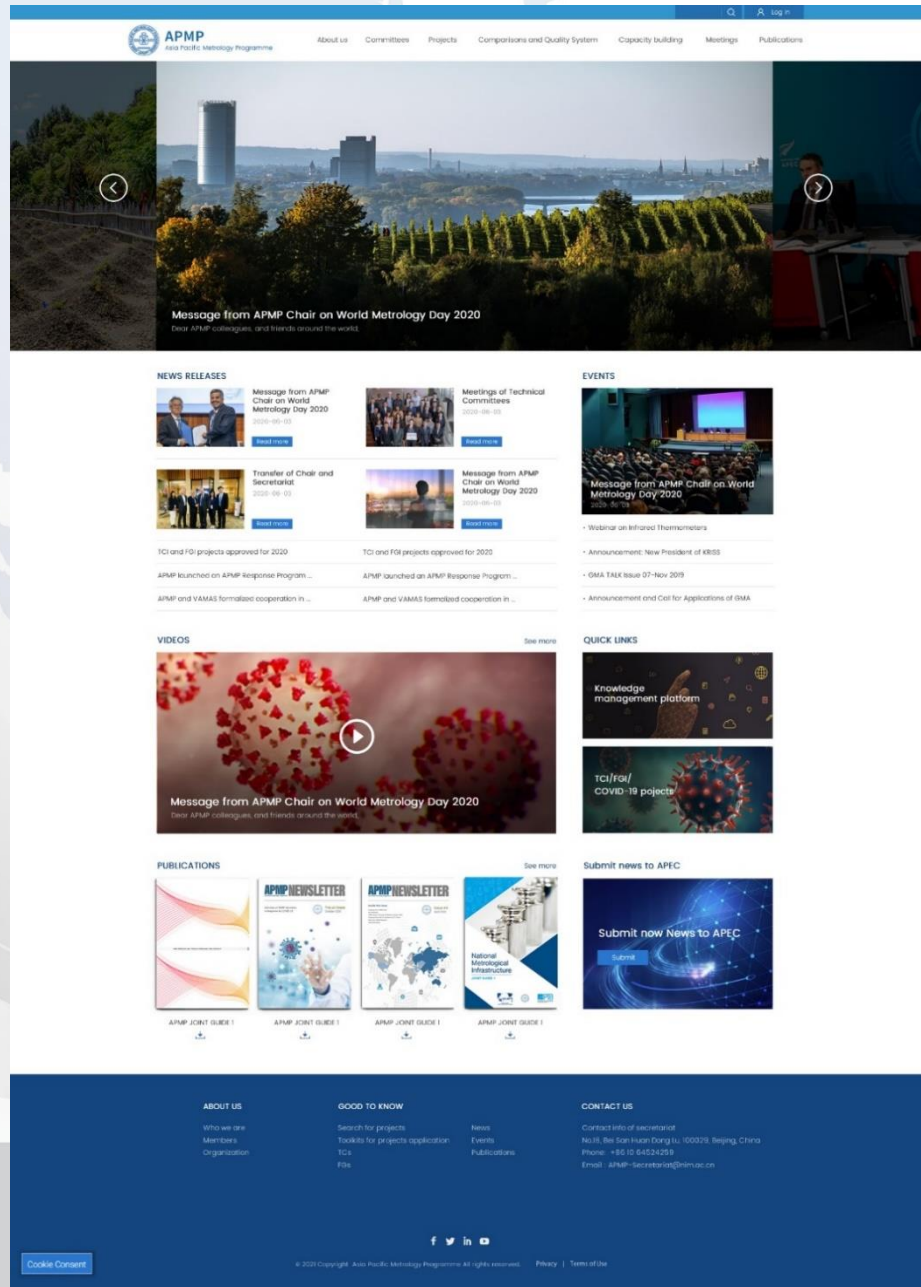 Log in
APMP
Asia Pacific Metrology Programme
About us
Committees
Projects
Comparisons and Quality System
Capacity building
Meetings
Publications
Message from APMP Chair on World Metrology Day 2020
Dear APMP colleagues, and friends around the world,
NEWS RELEASES
Message from APMP
Chair on World
Metrology Day 2020
2020-06-03
Read more
Meetings of Technical
Committees
2020-06-03
Read more
Transfer of Chair and
Secretariat
2020-06-03
Read more
Message from APMP
Chair on World
Metrology Day 2020
2020-06-03
Read more
TCI and FGI projects approved for 2020
APMP launched an APMP Response Program ...
APMP and VAMAS formalized cooperation in ...
TCI and FGI projects approved for 2020
APMP launched an APMP Response Program ...
APMP and VAMAS formalized cooperation in ...
EVENTS
Message from APMP Chair on World
Metrology Day 2020
2020-06-03
• Webinar on Infrared Thermometers
• Announcement: New President of KRISS
• GMA TALK Issue 07-Nov 2019
• Announcement and Call for Applications of GMA
VIDEOS
See more
Message from APMP Chair on World Metrology Day 2020
Dear APMP colleagues, and friends around the world,
QUICK LINKS
Knowledge
management platform
TCI/FGI/
COVID-19 pojects
PUBLICATIONS
See more
APMP NEWSLETTER
APMP NEWSLETTER
National
Metrological
Infrastructure
APMP JOINT GUIDE 1
APMP JOINT GUIDE 1
APMP JOINT GUIDE 1
APMP JOINT GUIDE 1
Submit news to APEC
Submit now News to APEC
Submit
ABOUT US
Who we are
Members
Organization
GOOD TO KNOW
Search for projects
Toolkits for projects application
TCs
FGs
News
Events
Publications
CONTACT US
Contact info of secretariat
No.18, Bei San Huan Dong Lu, 100029, Beijing, China
Phone: +86 10 64524259
Email : APMP-Secretariat@nim.ac.cn
Cookie Consent
© 2021 Copyright Asia Pacific Metrology Programme All rights reserved. Privacy | Terms of Use